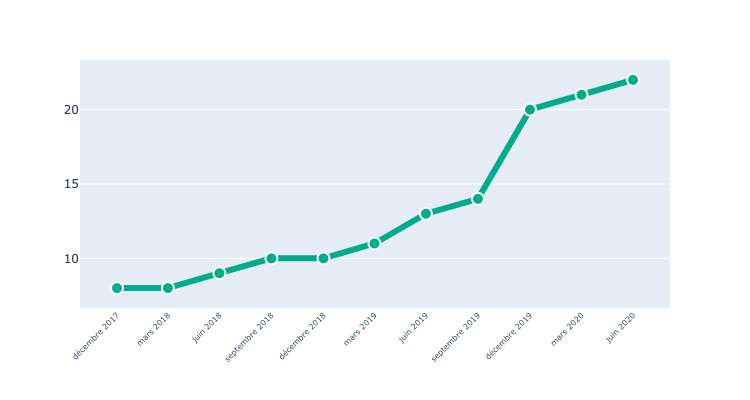 20
15
10
décembre 2017
mars 2018
juin 2018
septembre 2018
décembre 2018
mars 2019
juin 2019
septembre 2019
décembre 2019
mars 2020
juin 2020